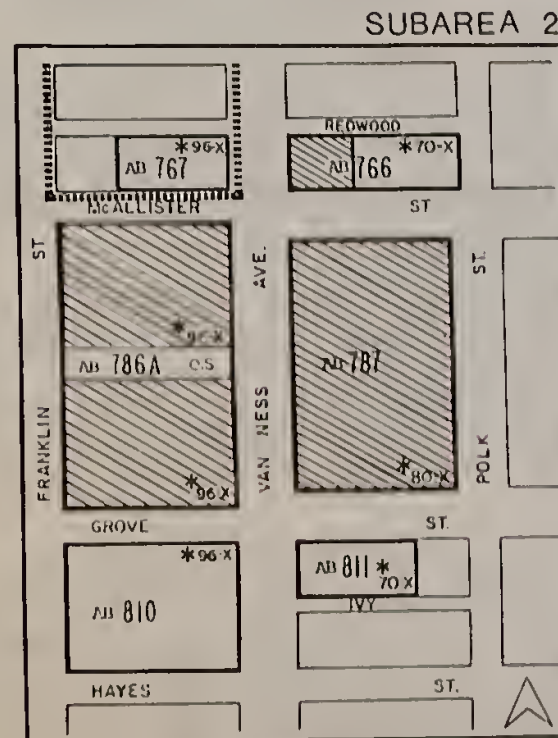 SUBAREA 2
REDWOOD
*96-X
AB 767
*70-X
AB 766
McALLISTER ST
ST
AVE.
ST.
*96-X
AB 786A O.S
AB 787
FRANKLIN
VAN NESS
POLK
*96-X
*80-X
GROVE ST.
*96-X
AB 811 *
70-X
AB 810
IVY
HAYES ST.